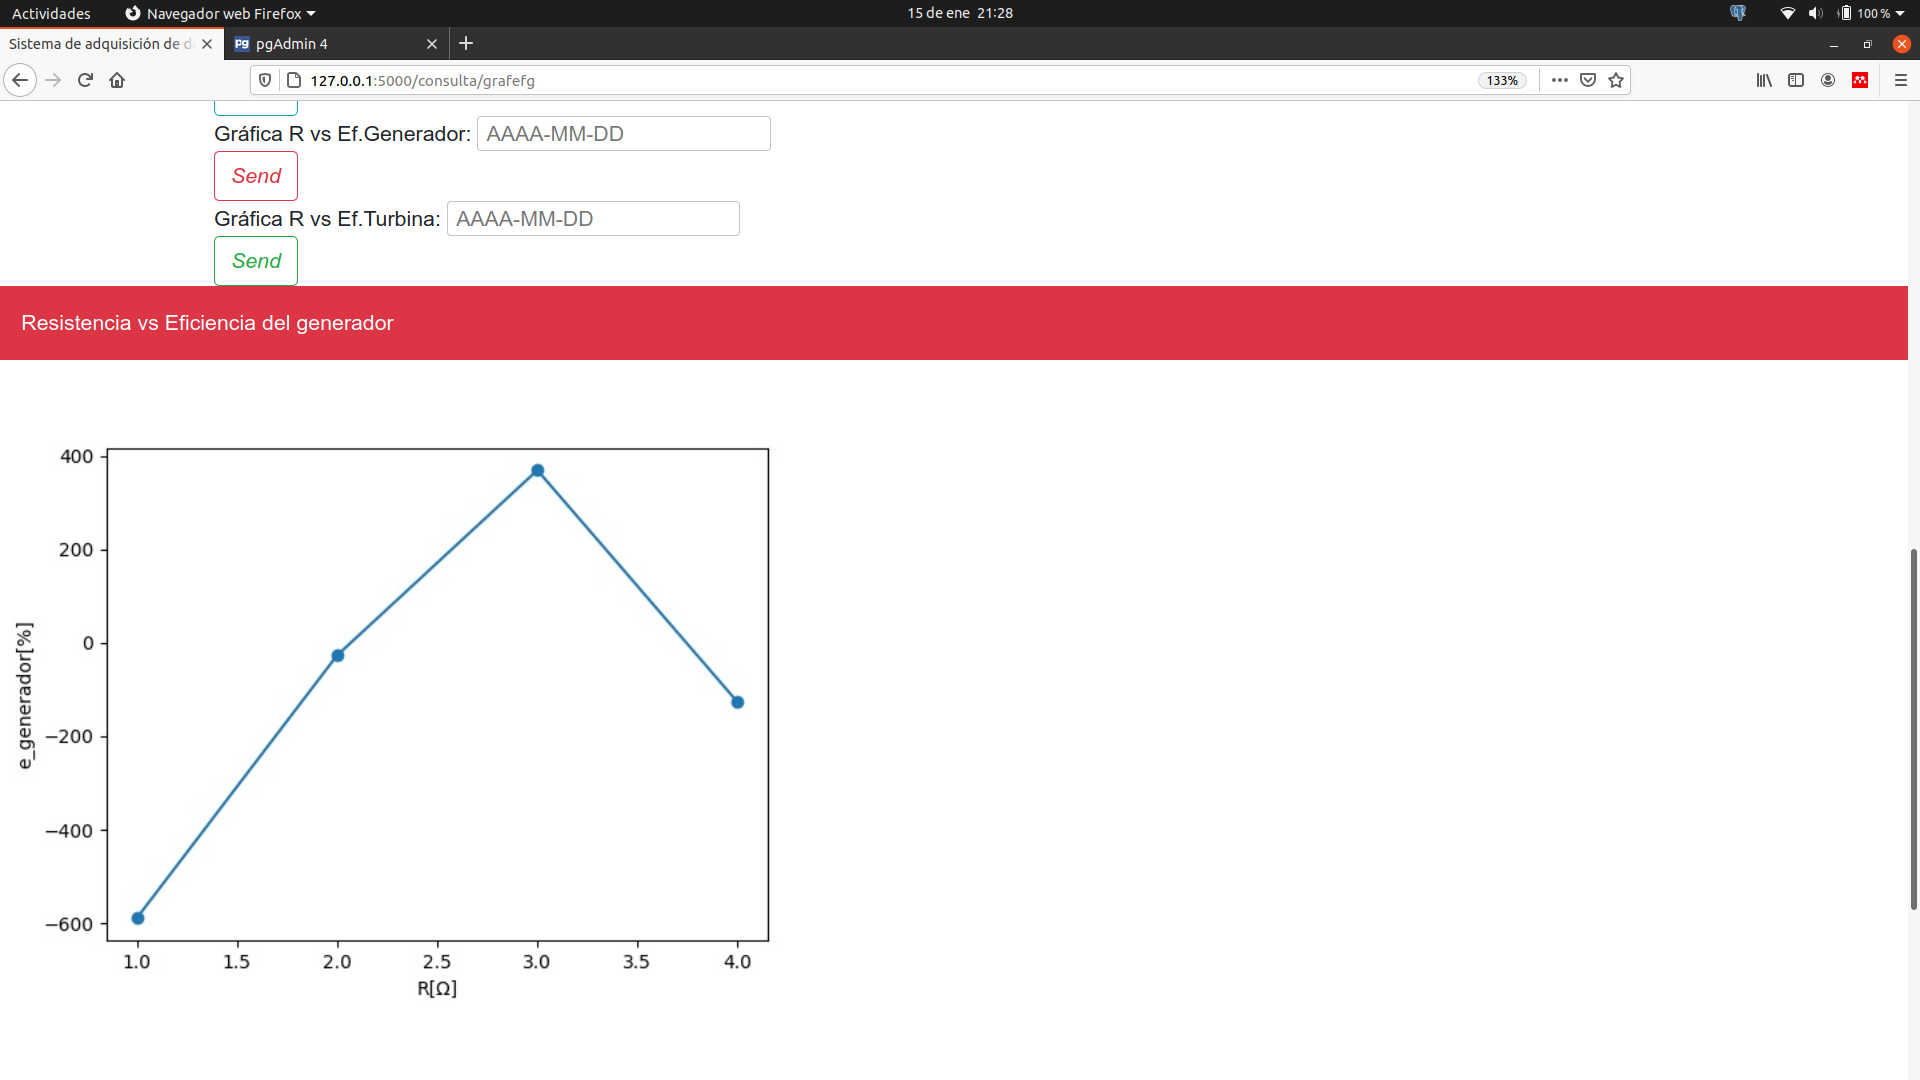 Actividades
Navegador web Firefox
15 de ene 21:28
100 %
Sistema de adquisición de d
pgAdmin 4
127.0.0.1:5000/consulta/grafefg
133%
Gráfica R vs Ef.Generador: AAAA-MM-DD
Send
Gráfica R vs Ef.Turbina: AAAA-MM-DD
Send
Resistencia vs Eficiencia del generador
400
200
0
−200
−400
−600
e_generador[%]
1.0 1.5 2.0 2.5 3.0 3.5 4.0
R[Ω]